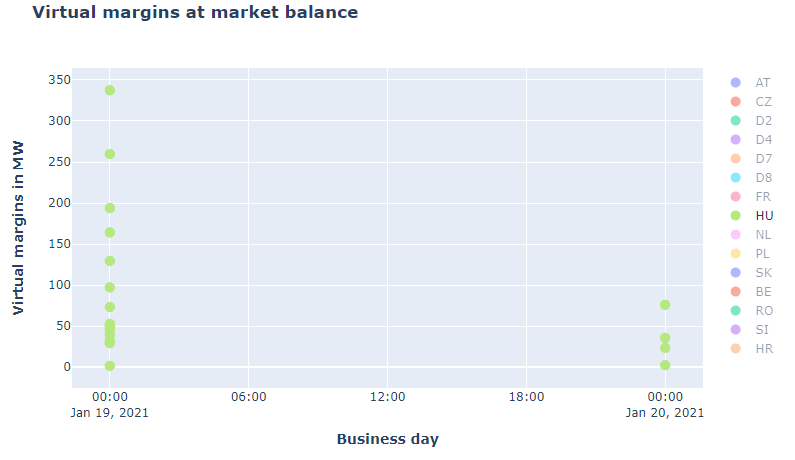 Virtual margins at market balance
350
300
250
200
150
100
50
0
Virtual margins in MW
00:00
Jan 19, 2021
06:00
12:00
18:00
00:00
Jan 20, 2021
Business day
AT
CZ
D2
D4
D7
D8
FR
HU
NL
PL
SK
BE
RO
SI
HR